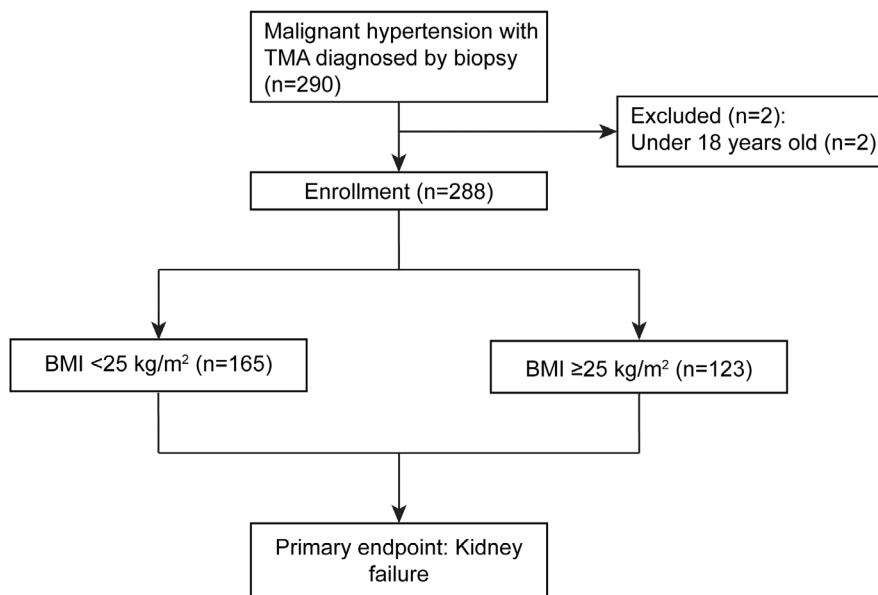 Malignant hypertension with
TMA diagnosed by biopsy
(n=290)
Excluded (n=2):
Under 18 years old (n=2)
Enrollment (n=288)
BMI <25 kg/m² (n=165)
BMI ≥25 kg/m² (n=123)
Primary endpoint: Kidney
failure